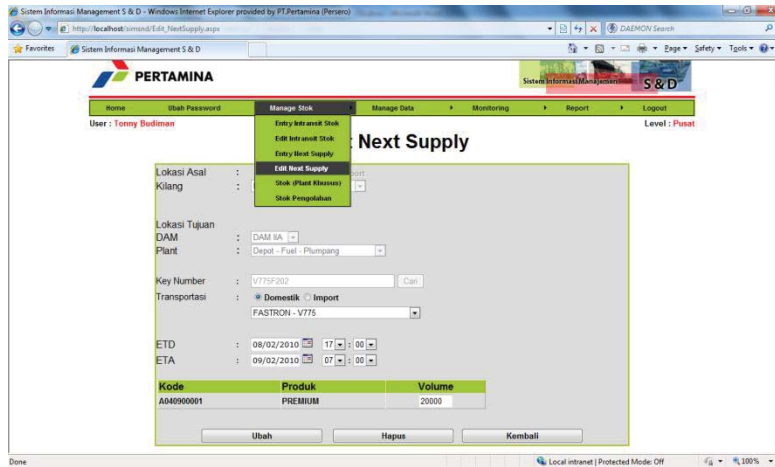 Sistem Informasi Management S & D - Windows Internet Explorer provided by PT.Pertamina (Persero)
http://localhost/simsnd/Edit_NextSupply.aspx
DAEMON Search
Favorites Sistem Informasi Management S & D Page Safety Tools
PERTAMINA
Sistem Informasi Manajemen S & D
Home Ubah Password Manage Stok Manage Data Monitoring Report Logout
User : Tonny Budiman Level : Pusat
Entry Intransit Stok
Edit Intransit Stok
Entry Next Supply
Edit Next Supply
Stok (Plant Khusus)
Stok Pengolahan
: Next Supply
Lokasi Asal :
Kilang :
Lokasi Tujuan
DAM : DAM IIA
Plant : Depot - Fuel - Plumpang
Key Number : V775F202 Cari
Transportasi : Domestik Import
FASTRON - V775
ETD : 08/02/2010 17 : 00
ETA : 09/02/2010 07 : 00
Kode Produk Volume
A040900001 PREMIUM 20000
Ubah Hapus Kembali
Done Local intranet | Protected Mode: Off 100%